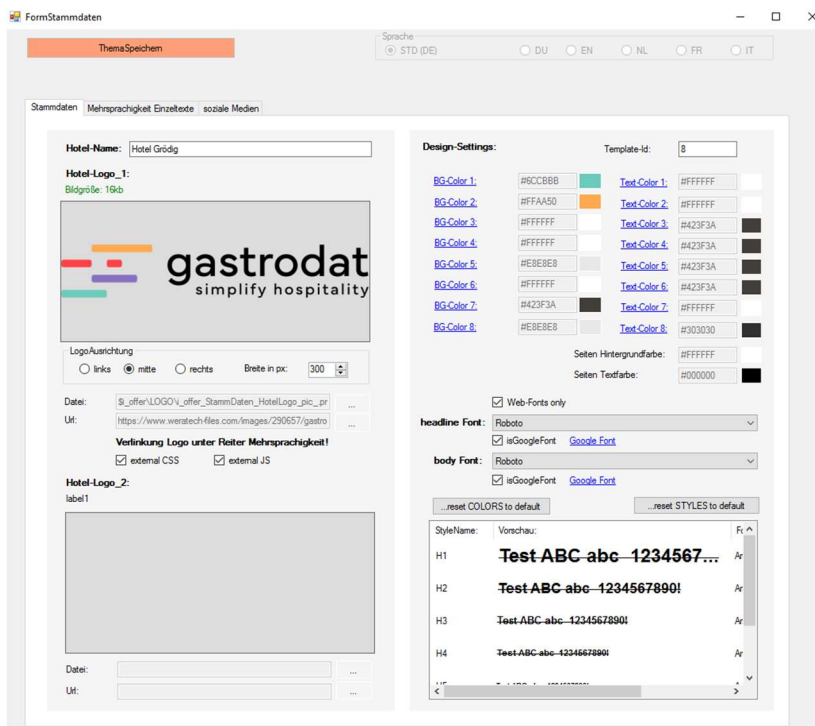 FormStammdaten
ThemaSpeichern
Sprache
STD (DE) DU EN NL FR IT
Stammdaten Mehrsprachigkeit Einzeltexte soziale Medien
Hotel-Name: Hotel Grödig
Hotel-Logo_1:
Bildgröße: 16kb
gastrodat
simplify hospitality
LogoAusrichtung
links mitte rechts Breite in px: 300
Datei: $i_offer\LOGO\i_offer_StammDaten_HotelLogo_pic_pr ...
Url: https://www.weratech-files.com/images/290657/gastro ...
Verlinkung Logo unter Reiter Mehrsprachigkeit!
external CSS external JS
Hotel-Logo_2:
label1
Datei: ...
Url: ...
Design-Settings: Template-Id: 8
BG-Color 1: #6CCBBB Text-Color 1: #FFFFFF
BG-Color 2: #FFAA50 Text-Color 2: #FFFFFF
BG-Color 3: #FFFFFF Text-Color 3: #423F3A
BG-Color 4: #FFFFFF Text-Color 4: #423F3A
BG-Color 5: #E8E8E8 Text-Color 5: #423F3A
BG-Color 6: #FFFFFF Text-Color 6: #423F3A
BG-Color 7: #423F3A Text-Color 7: #FFFFFF
BG-Color 8: #E8E8E8 Text-Color 8: #303030
Seiten Hintergrundfarbe: #FFFFFF
Seiten Textfarbe: #000000
Web-Fonts only
headline Font: Roboto
isGoogleFont Google Font
body Font: Roboto
isGoogleFont Google Font
...reset COLORS to default ...reset STYLES to default
StyleName: Vorschau:
H1 Test ABC abc 1234567... Ar
H2 Test ABC abc 1234567890! Ar
H3 Test ABC abc 1234567890! Ar
H4 Test ABC abc 1234567890! Ar